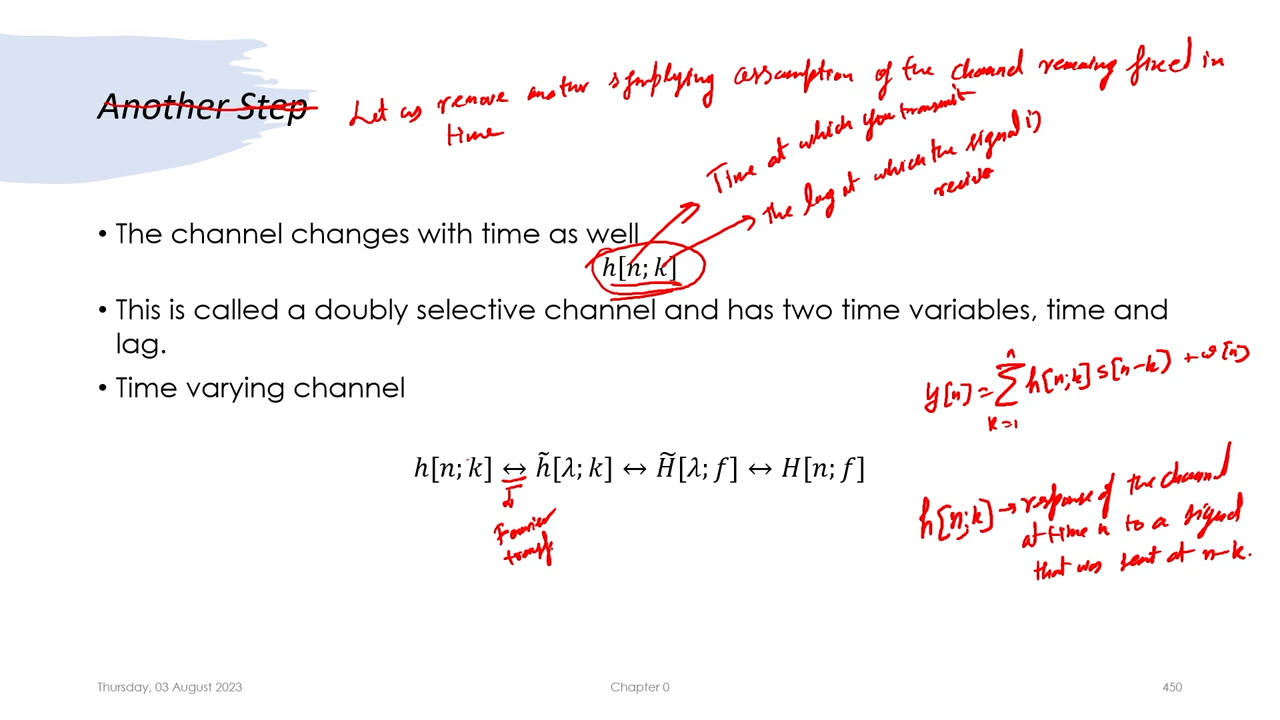 Another Step
Let us remove another simplying assumption of the channel remaining fixed in
time
Time at which you transmit
the lag at which the signal is
recive
• The channel changes with time as well
h[n; k]
• This is called a doubly selective channel and has two time variables, time and
lag.
• Time varying channel
y[n] = n∑k=1 h[n;k] s[n-k] + w[n]
h[n; k] ↔ h̃[λ; k] ↔ H̃[λ; f] ↔ H[n; f]
Fourier
transf.
h[n;k] → response of the channel
at time n to a signal
that was sent at n-k.
Thursday, 03 August 2023
Chapter 0
450